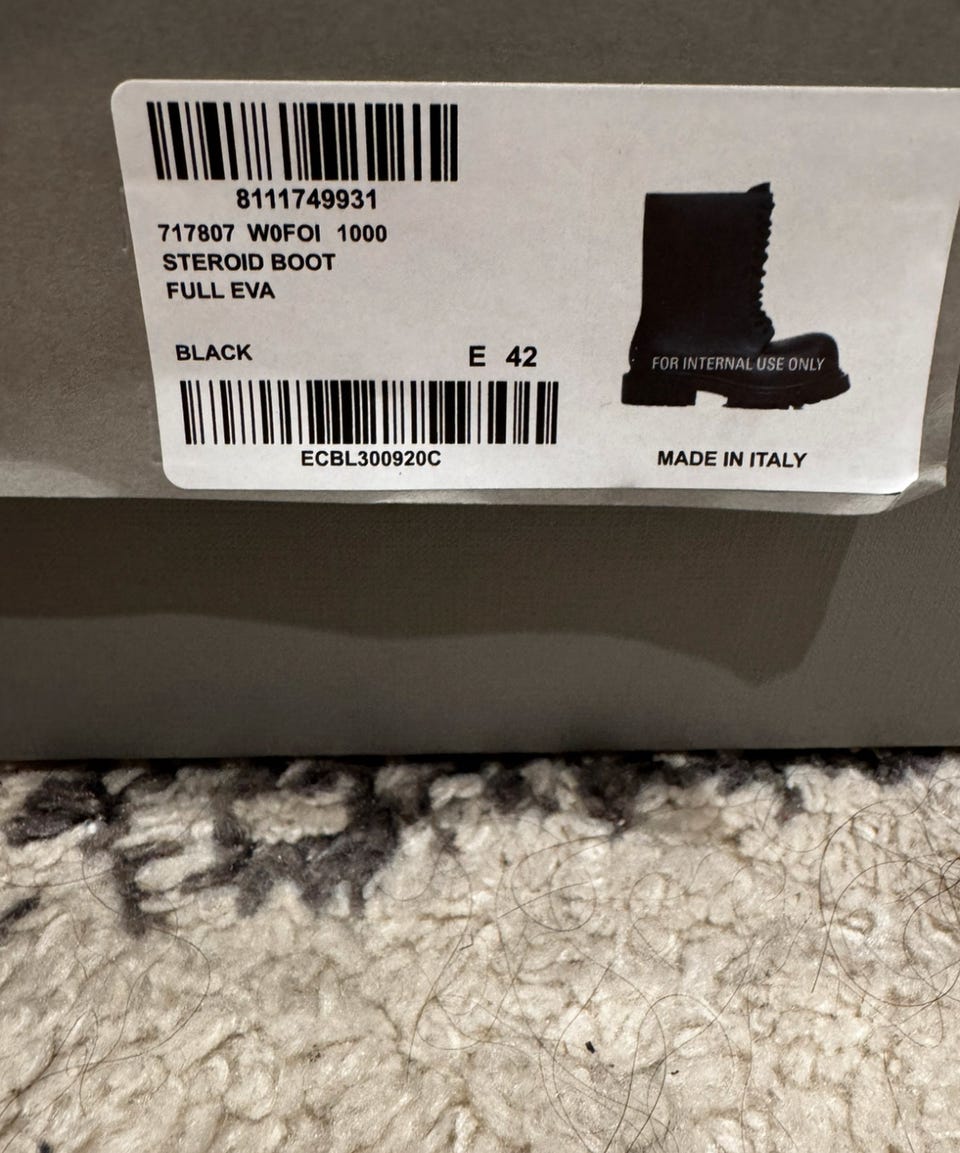 8111749931
717807 W0FOI 1000
STEROID BOOT
FULL EVA
BLACK E 42
ECBL300920C
FOR INTERNAL USE ONLY
MADE IN ITALY